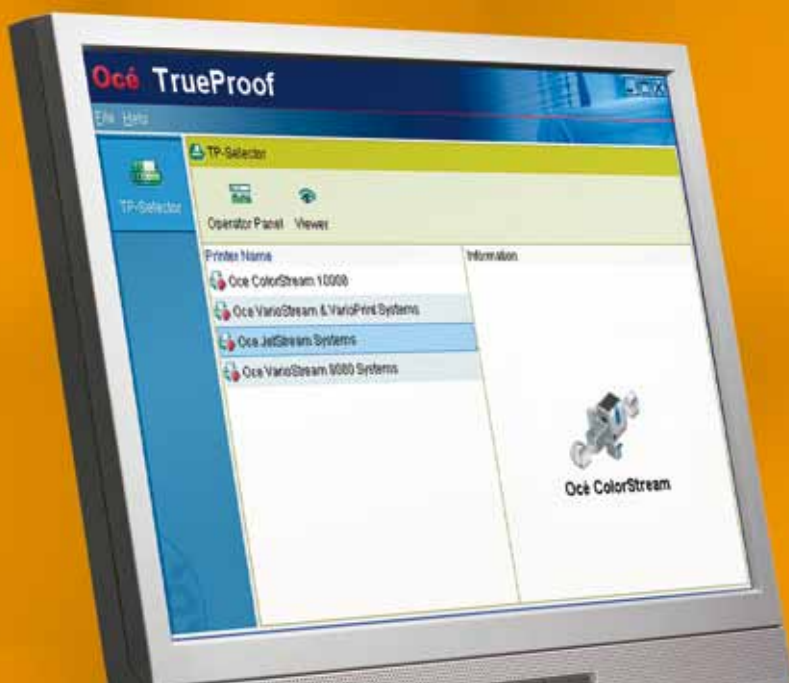 Océ TrueProof
File Help
TP-Selector
TP-Selector
Operator Panel Viewer
Printer Name
Information
Oce ColorStream 10000
Oce VarioStream & VarioPrint Systems
Oce JetStream Systems
Oce VarioStream 9000 Systems
Océ ColorStream